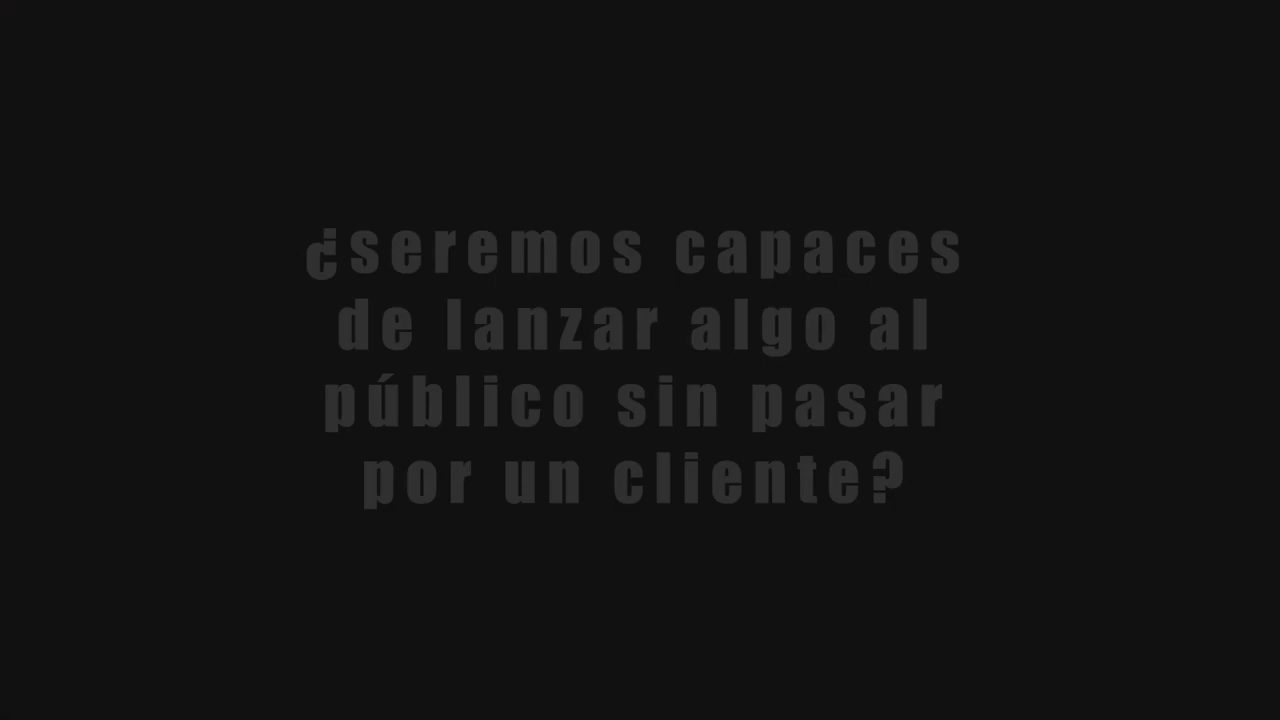 ¿seremos capaces
de lanzar algo al
público sin pasar
por un cliente?